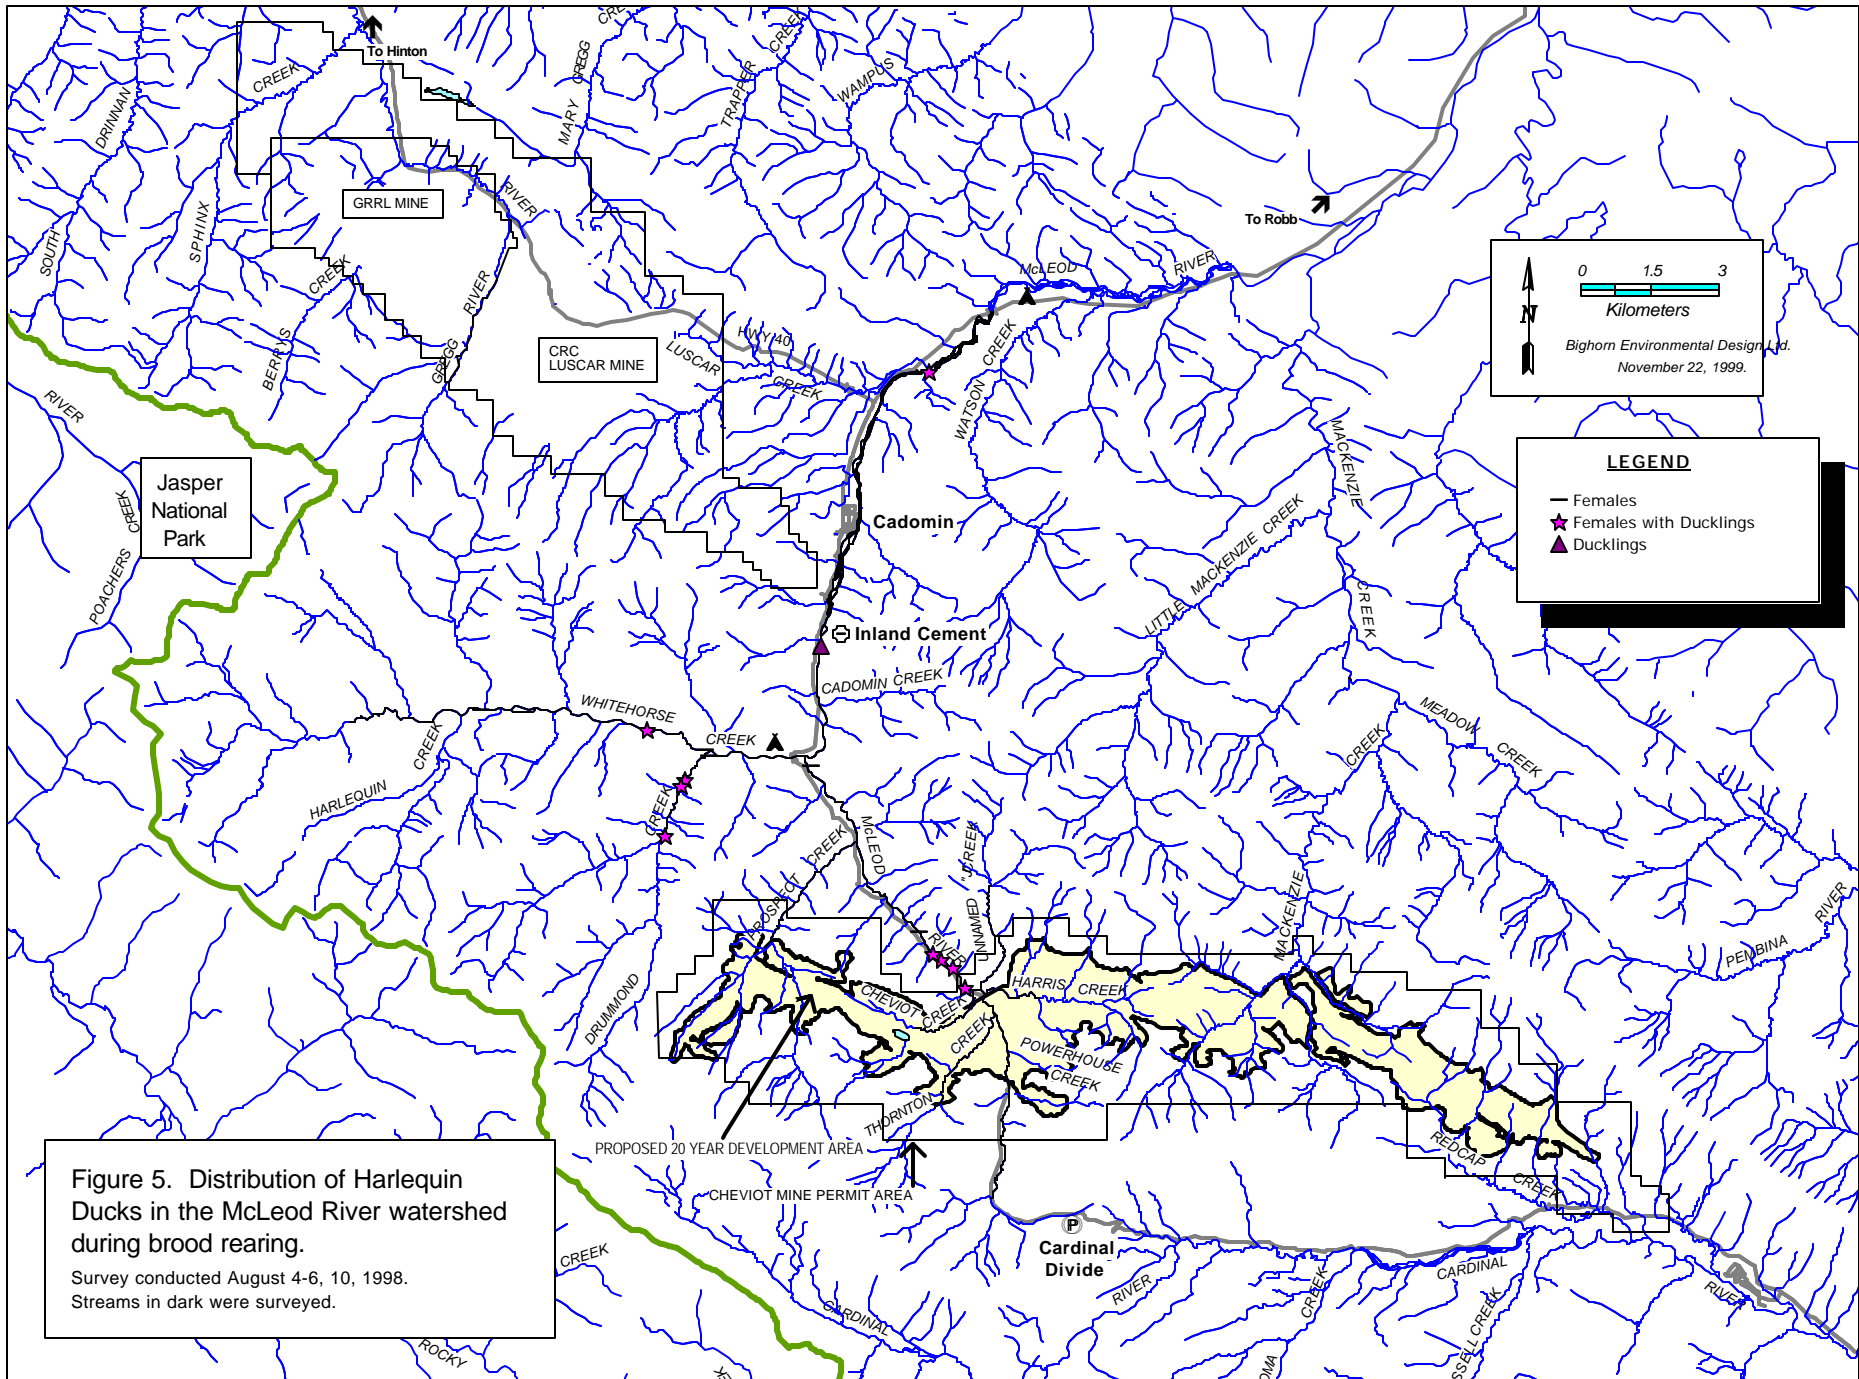 CREEK
To Hinton
CREEK
DRINNAN
SOUTH
SPHINX
MARY GREGG
CRE
TRAPPER
CREEK
WAMPUS
GRRL MINE
RIVER
To Robb
McLEOD
RIVER
0 1.5 3
Kilometers
N
Bighorn Environmental Design Ltd.
November 22, 1999.
CREEK
BERRYS
RIVER
GREGG
HWY 40
LUSCAR
CREEK
CRC
LUSCAR MINE
WATSON
CREEK
RIVER
Jasper
National
Park
CREEK
POACHERS
Cadomin
MACKENZIE
CREEK
LITTLE MACKENZIE CREEK
LEGEND
Females
Females with Ducklings
Ducklings
Inland Cement
CADOMIN CREEK
WHITEHORSE
CREEK
HARLEQUIN
CREEK
MEADOW
CREEK
CREEK
MACKENZIE
CREEK
DRUMMOND
PROSPECT
CREEK
McLEOD
RIVER
UNNAMED
"J"CREEK
PEMBINA
RIVER
CHEVIOT
CREEK
HARRIS CREEK
POWERHOUSE
CREEK
THORNTON
CREEK
PROPOSED 20 YEAR DEVELOPMENT AREA
CHEVIOT MINE PERMIT AREA
REDCAP
CREEK
P
Cardinal
Divide
CARDINAL
RIVER
RIVER
CREEK
OMA
SSELL CREEK
CARDINAL
CREEK
ROCKY
Figure 5. Distribution of Harlequin
Ducks in the McLeod River watershed
during brood rearing.
Survey conducted August 4-6, 10, 1998.
Streams in dark were surveyed.